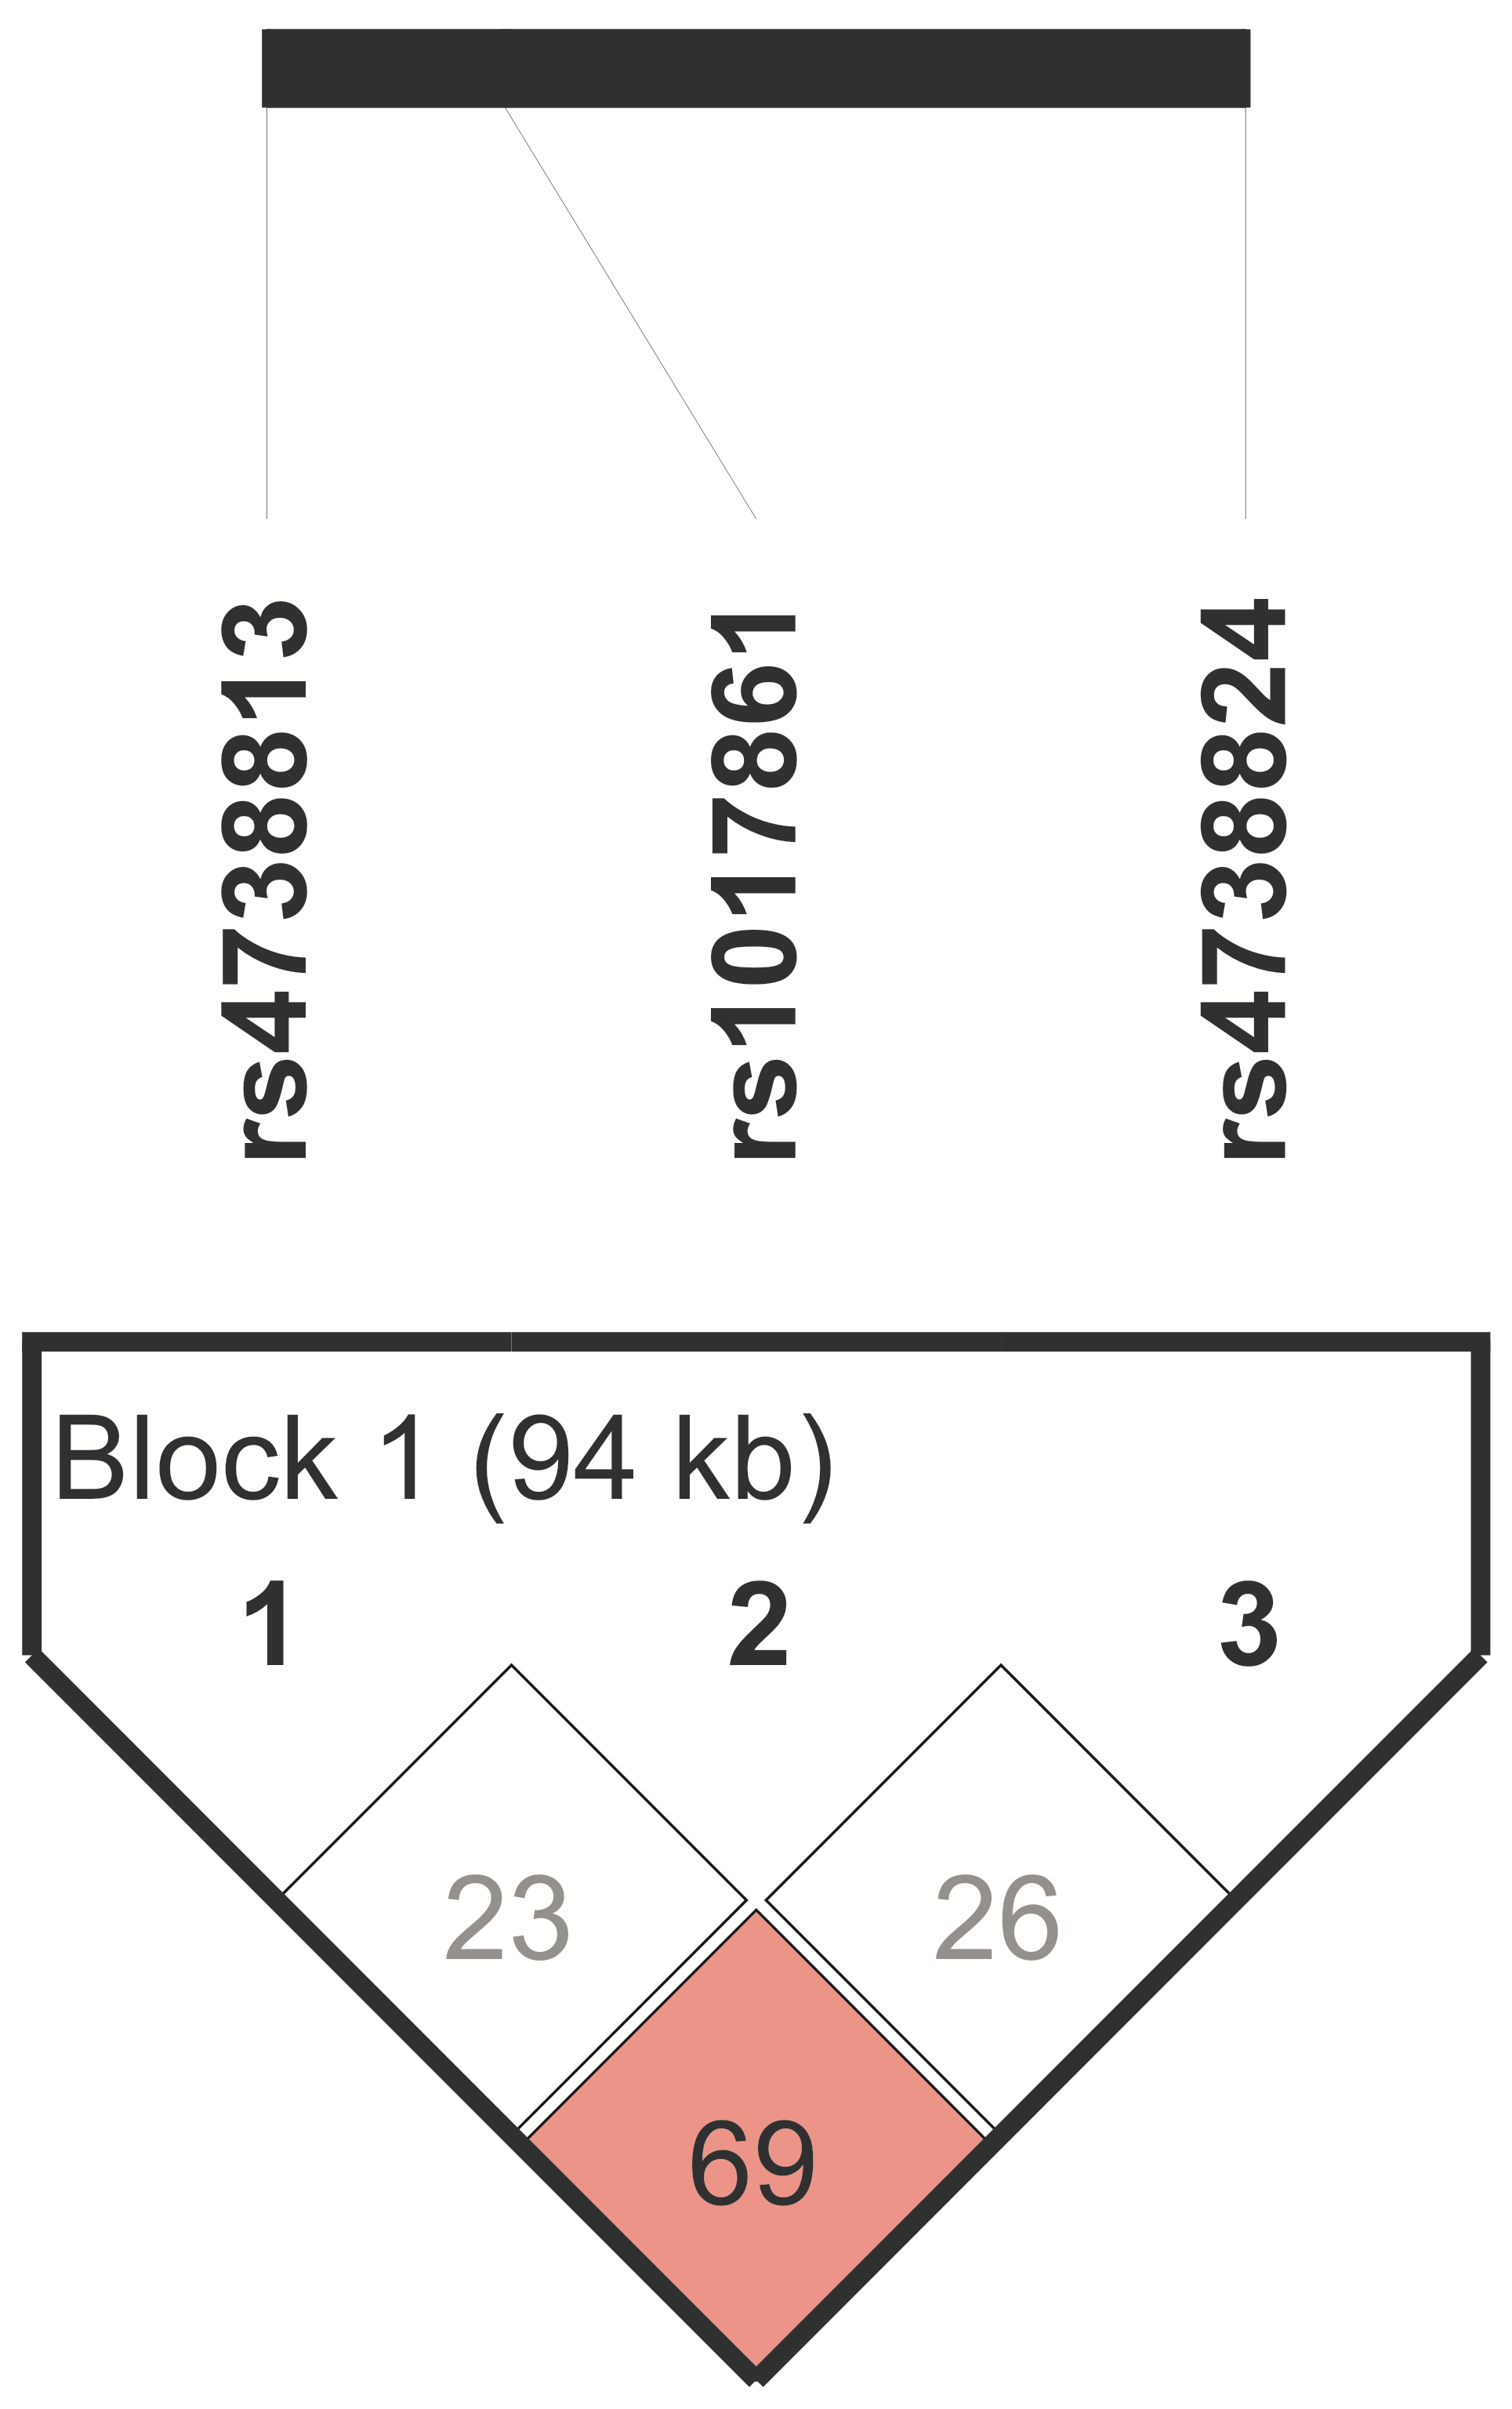 rs4738813
rs1017861
rs4738824
Block 1 (94 kb)
1 2 3
23 26
69